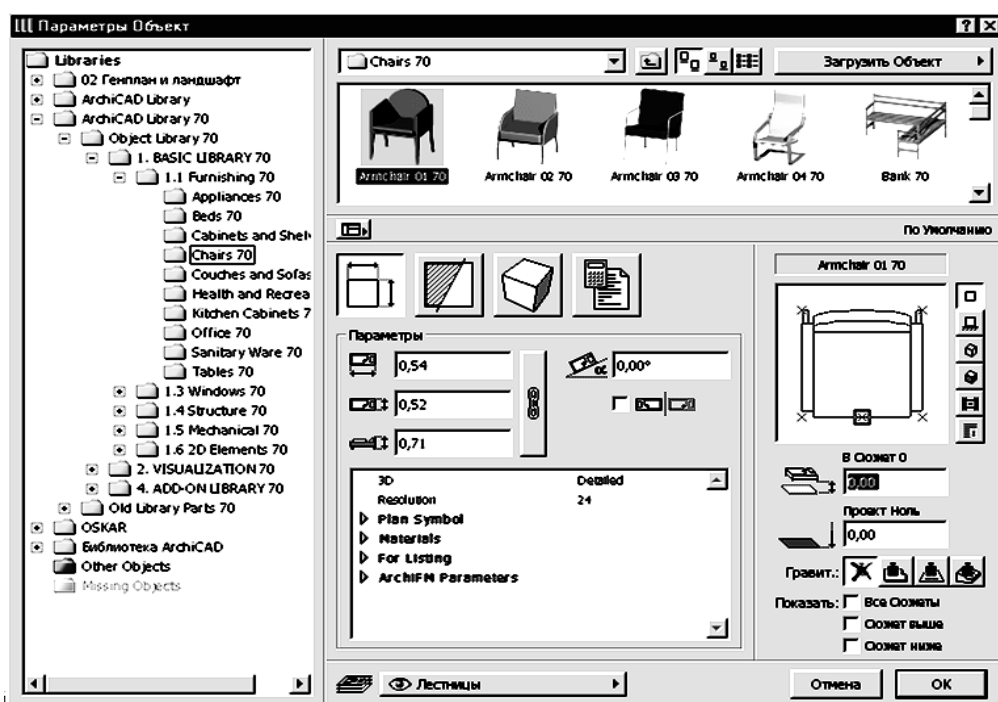 Параметры Объект
Libraries
02 Генплан и ландшафт
ArchiCAD Library
ArchiCAD Library 70
Object Library 70
1. BASIC LIBRARY 70
1.1 Furnishing 70
Appliances 70
Beds 70
Cabinets and Shel
Chairs 70
Couches and Sofas
Health and Recrea
Kitchen Cabinets 7
Office 70
Sanitary Ware 70
Tables 70
1.3 Windows 70
1.4 Structure 70
1.5 Mechanical 70
1.6 2D Elements 70
2. VISUALIZATION 70
4. ADD-ON LIBRARY 70
Old Library Parts 70
OSKAR
Библиотека ArchiCAD
Other Objects
Missing Objects
Chairs 70
Загрузить Объект
Armchair 01 70
Armchair 02 70
Armchair 03 70
Armchair 04 70
Bank 70
По Умолчанию
Параметры
0,54
0,52
0,71
0,00°
3D Detailed
Resolution 24
Plan Symbol
Materials
For Listing
ArchiFM Parameters
Armchair 01 70
В Сюжет 0
0,00
Проект Ноль
0,00
Гравит.:
Показать: Все Сюжеты
Сюжет выше
Сюжет ниже
Лестницы
Отмена
OK